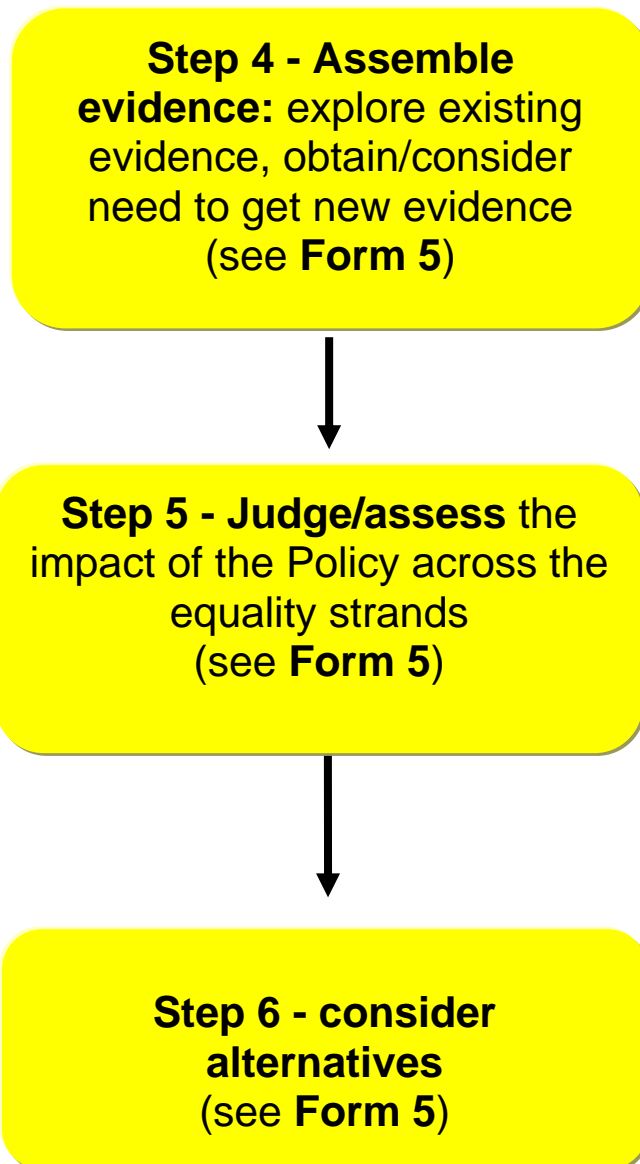 Step 4 - Assemble
evidence: explore existing
evidence, obtain/consider
need to get new evidence
(see Form 5)
Step 5 - Judge/assess the
impact of the Policy across the
equality strands
(see Form 5)
Step 6 - consider
alternatives
(see Form 5)